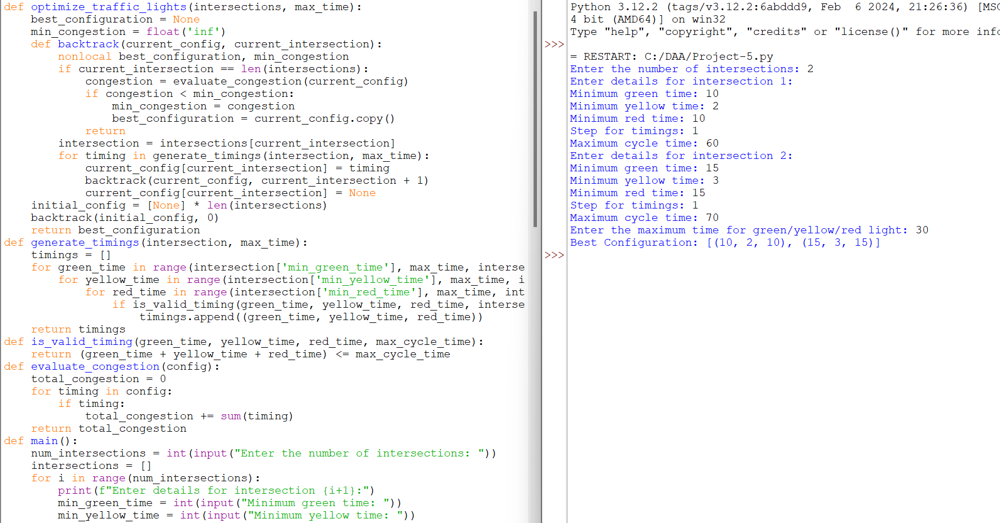 def optimize_traffic_lights(intersections, max_time):
    best_configuration = None
    min_congestion = float('inf')
    def backtrack(current_config, current_intersection):
        nonlocal best_configuration, min_congestion
        if current_intersection == len(intersections):
            congestion = evaluate_congestion(current_config)
            if congestion < min_congestion:
                min_congestion = congestion
                best_configuration = current_config.copy()
            return
        intersection = intersections[current_intersection]
        for timing in generate_timings(intersection, max_time):
            current_config[current_intersection] = timing
            backtrack(current_config, current_intersection + 1)
            current_config[current_intersection] = None
    initial_config = [None] * len(intersections)
    backtrack(initial_config, 0)
    return best_configuration
def generate_timings(intersection, max_time):
    timings = []
    for green_time in range(intersection['min_green_time'], max_time, interse
        for yellow_time in range(intersection['min_yellow_time'], max_time, i
            for red_time in range(intersection['min_red_time'], max_time, int
                if is_valid_timing(green_time, yellow_time, red_time, interse
                    timings.append((green_time, yellow_time, red_time))
    return timings
def is_valid_timing(green_time, yellow_time, red_time, max_cycle_time):
    return (green_time + yellow_time + red_time) <= max_cycle_time
def evaluate_congestion(config):
    total_congestion = 0
    for timing in config:
        if timing:
            total_congestion += sum(timing)
    return total_congestion
def main():
    num_intersections = int(input("Enter the number of intersections: "))
    intersections = []
    for i in range(num_intersections):
        print(f"Enter details for intersection {i+1}:")
        min_green_time = int(input("Minimum green time: "))
        min_yellow_time = int(input("Minimum yellow time: "))
Python 3.12.2 (tags/v3.12.2:6abddd9, Feb  6 2024, 21:26:36) [MSC
4 bit (AMD64)] on win32
Type "help", "copyright", "credits" or "license()" for more info
>>>
= RESTART: C:/DAA/Project-5.py
Enter the number of intersections: 2
Enter details for intersection 1:
Minimum green time: 10
Minimum yellow time: 2
Minimum red time: 10
Step for timings: 1
Maximum cycle time: 60
Enter details for intersection 2:
Minimum green time: 15
Minimum yellow time: 3
Minimum red time: 15
Step for timings: 1
Maximum cycle time: 70
Enter the maximum time for green/yellow/red light: 30
Best Configuration: [(10, 2, 10), (15, 3, 15)]
>>>